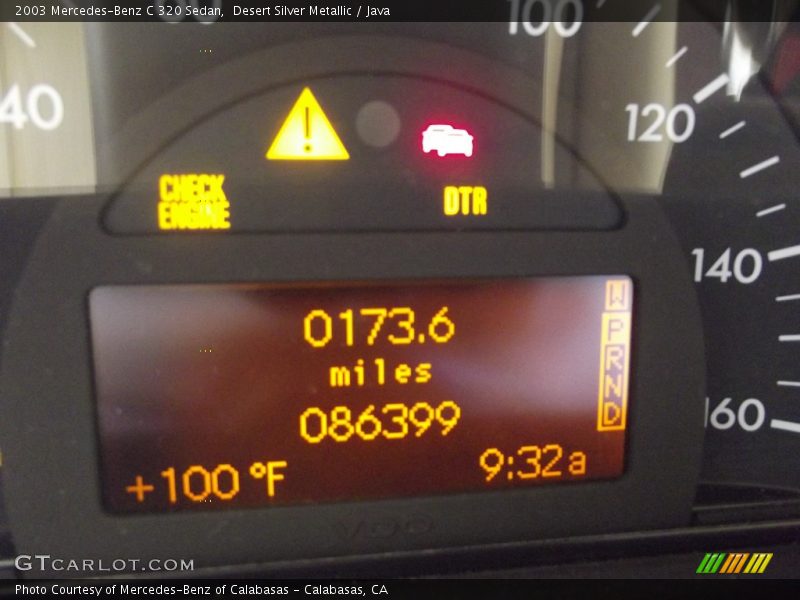 2003 Mercedes-Benz C 320 Sedan, Desert Silver Metallic / Java
100
40
120
CHECK
ENGINE
DTR
140
0173.6
miles
086399
+100 °F
9:32a
W
P
R
N
D
160
VDO
GTCARLOT.COM
Photo Courtesy of Mercedes-Benz of Calabasas - Calabasas, CA